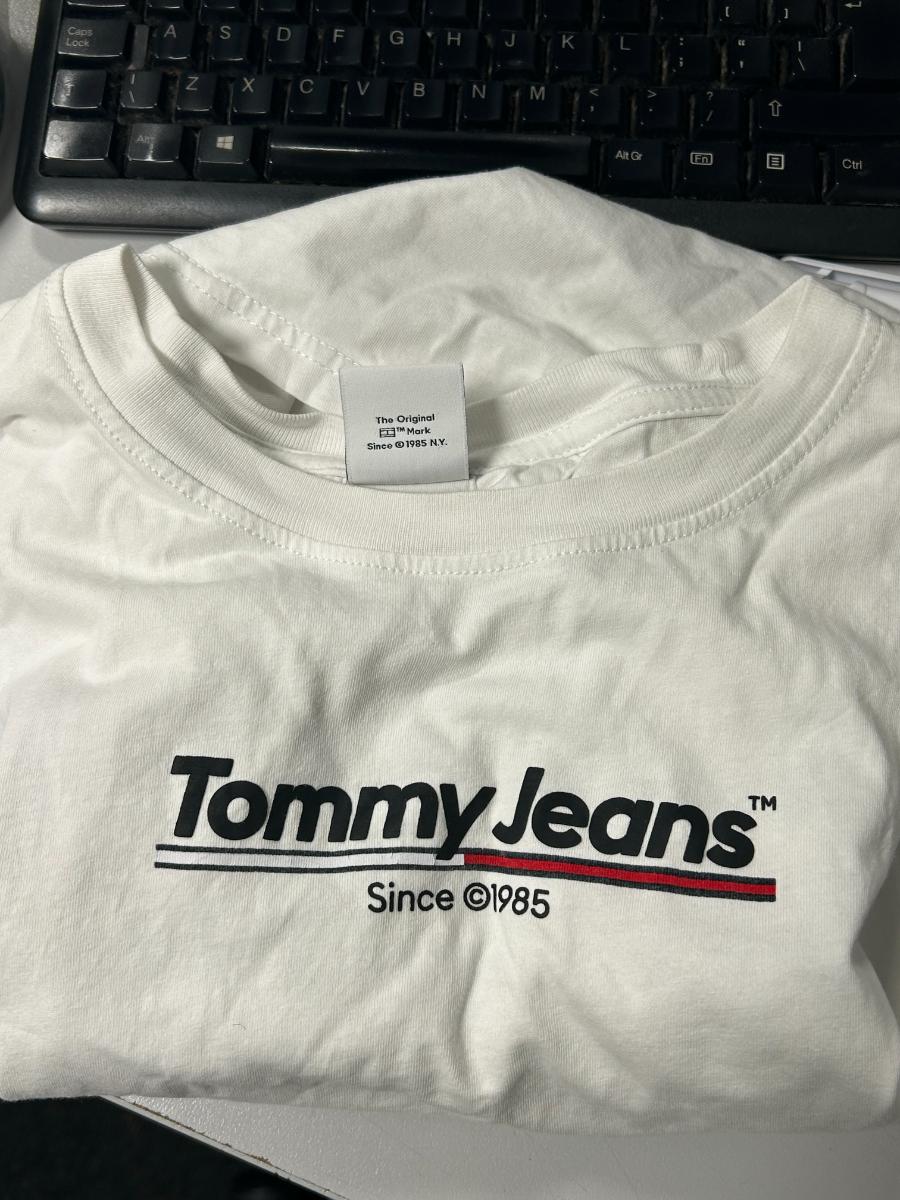 Caps
Lock
A S D F G H J K L : ; " ' | \
| \ Z X C V B N M < , > . ? /
Alt Alt Gr Fn Ctrl
The Original
™ Mark
Since ©1985 N.Y.
Tommy Jeans™
Since ©1985